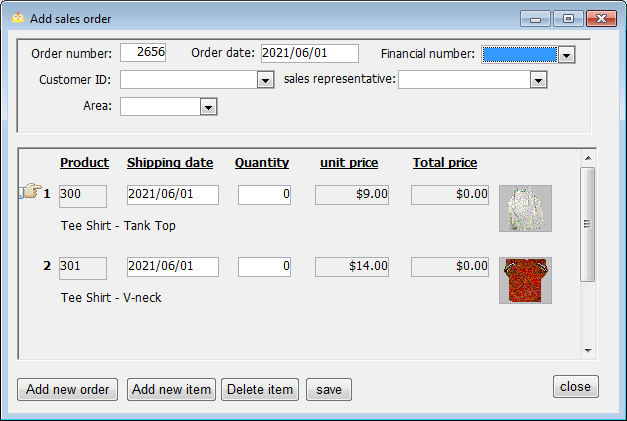 Add sales order
Order number: 2656 Order date: 2021/06/01 Financial number:
Customer ID: sales representative:
Area:
Product Shipping date Quantity unit price Total price
1 300 2021/06/01 0 $9.00 $0.00
Tee Shirt - Tank Top
2 301 2021/06/01 0 $14.00 $0.00
Tee Shirt - V-neck
Add new order Add new item Delete item save close